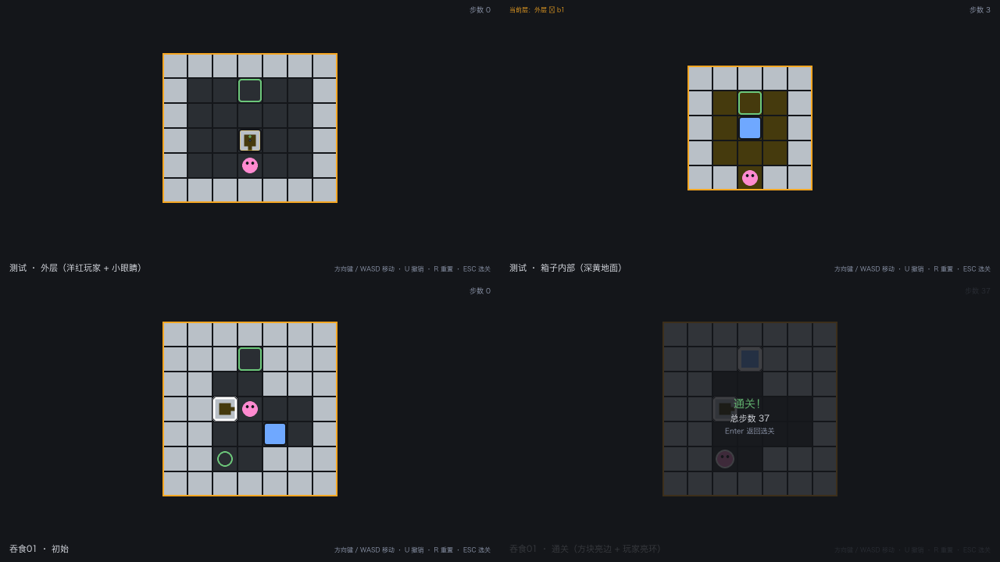 步数 0
当前层: 外层 b1
步数 3
测试 · 外层（洋红玩家 + 小眼睛）
方向键 / WASD 移动 · U 撤销 · R 重置 · ESC 选关
测试 · 箱子内部（深黄地面）
方向键 / WASD 移动 · U 撤销 · R 重置 · ESC 选关
步数 0
步数 37
通关!
总步数 37
Enter 返回选关
吞食01 · 初始
方向键 / WASD 移动 · U 撤销 · R 重置 · ESC 选关
吞食01 · 通关（方块亮边 + 玩家亮环）
方向键 / WASD 移动 · U 撤销 · R 重置 · ESC 选关